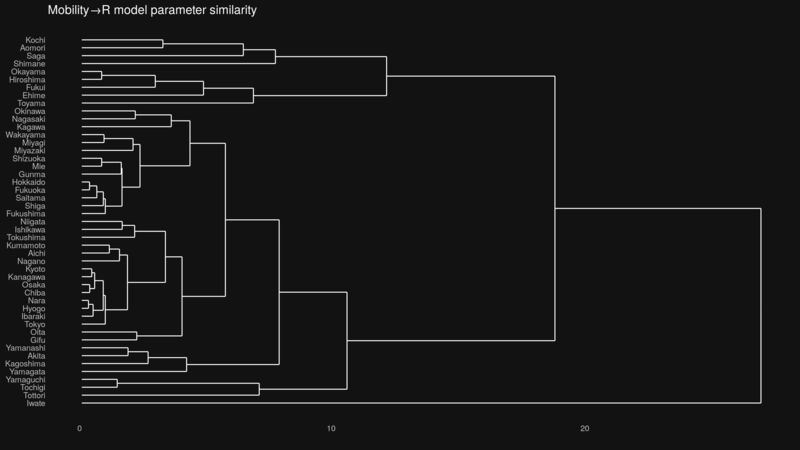 Mobility→R model parameter similarity
Kochi
Aomori
Saga
Shimane
Okayama
Hiroshima
Fukui
Ehime
Toyama
Okinawa
Nagasaki
Kagawa
Wakayama
Miyagi
Miyazaki
Shizuoka
Mie
Gunma
Hokkaido
Fukuoka
Saitama
Shiga
Fukushima
Niigata
Ishikawa
Tokushima
Kumamoto
Aichi
Nagano
Kyoto
Kanagawa
Osaka
Chiba
Nara
Hyogo
Ibaraki
Tokyo
Oita
Gifu
Yamanashi
Akita
Kagoshima
Yamagata
Yamaguchi
Tochigi
Tottori
Iwate
0 10 20